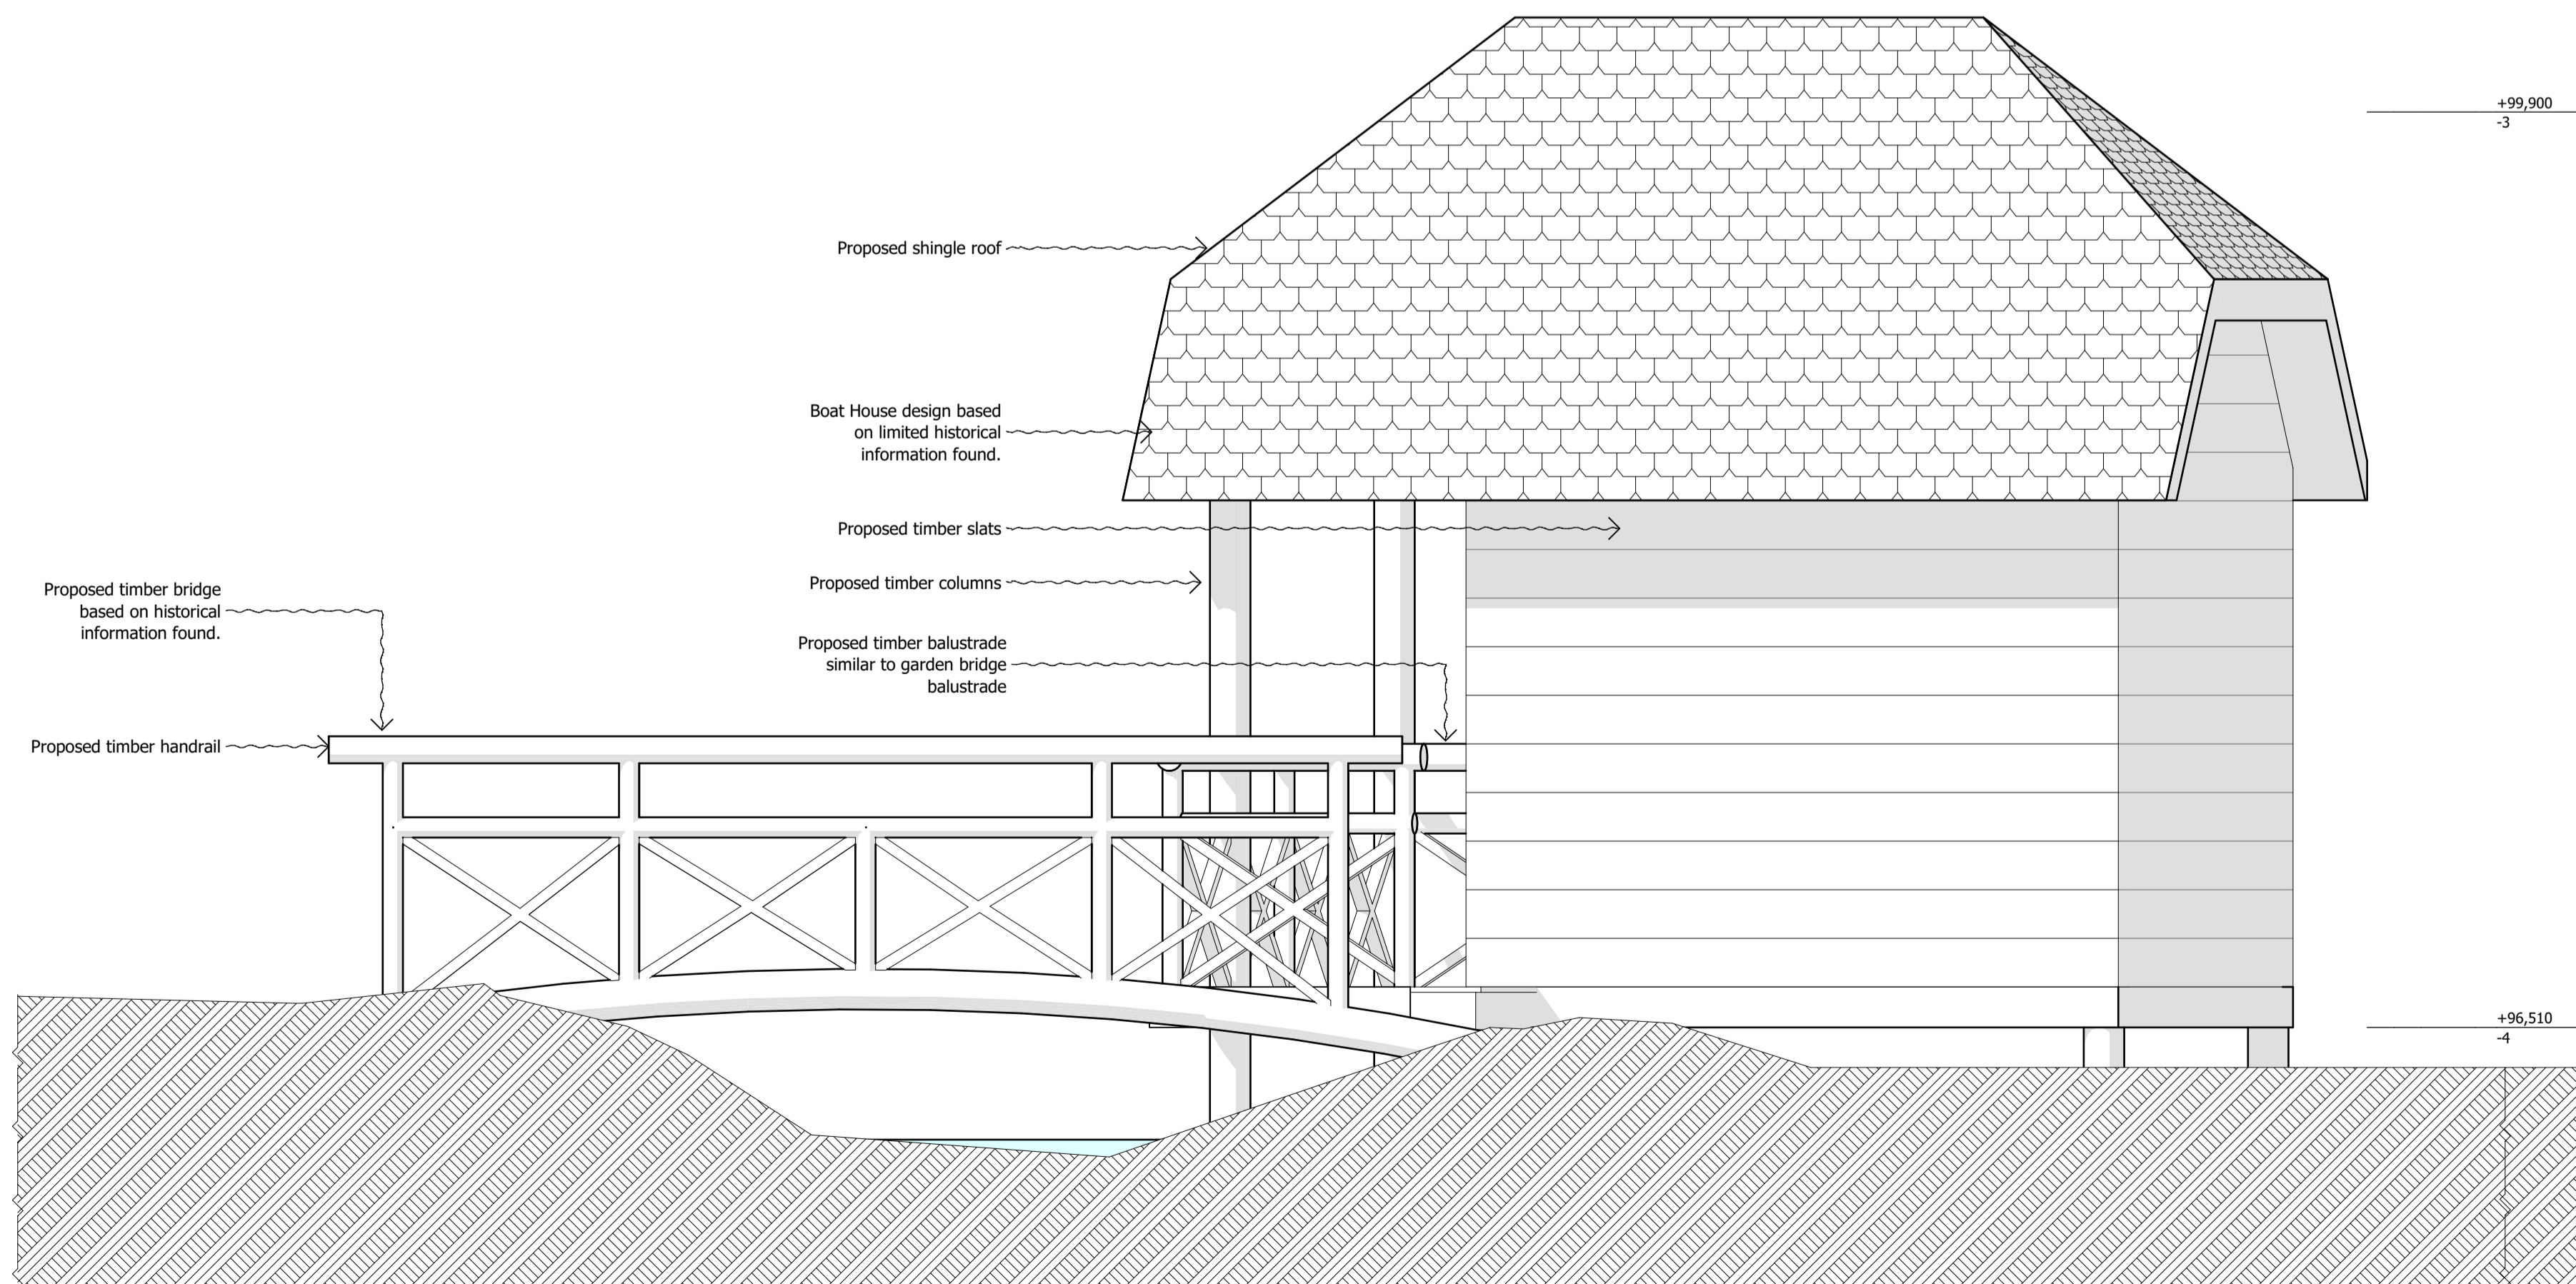 +99,900
-3
Proposed shingle roof
Boat House design based
on limited historical
information found.
Proposed timber slats
Proposed timber columns
Proposed timber bridge
based on historical
information found.
Proposed timber balustrade
similar to garden bridge
balustrade
Proposed timber handrail
+96,510
-4